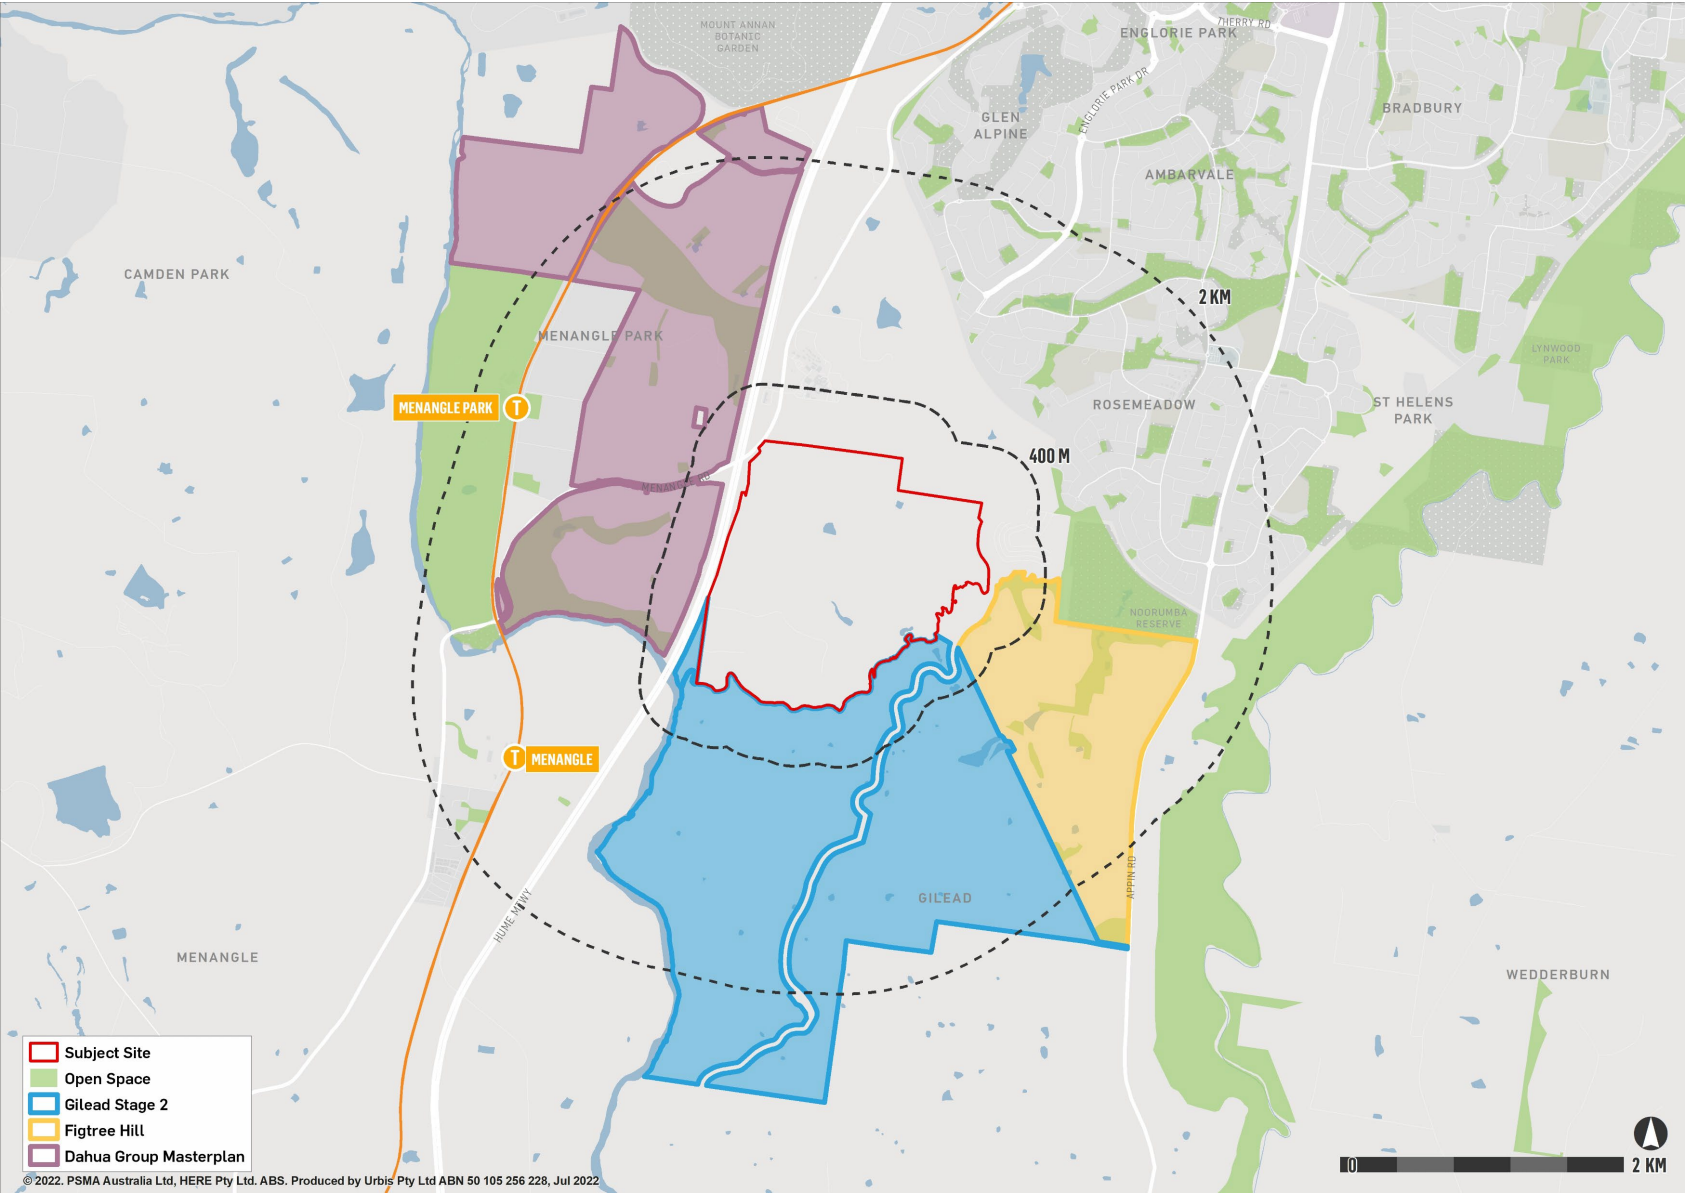 MOUNT ANNAN
BOTANIC
GARDEN
THERRY RD
ENGLORIE PARK
ENGLORIE PARK DR
BRADBURY
GLEN
ALPINE
AMBARVALE
CAMDEN PARK
2 KM
MENANGLE PARK
LYNWOOD
PARK
MENANGLE PARK
T
ROSEMEADOW
ST HELENS
PARK
400 M
MENANGLE RD
NOORUMBA
RESERVE
T
MENANGLE
APPIN RD
GILEAD
HUME MTWY
MENANGLE
WEDDERBURN
Subject Site
Open Space
Gilead Stage 2
Figtree Hill
Dahua Group Masterplan
0
2 KM
© 2022. PSMA Australia Ltd, HERE Pty Ltd. ABS. Produced by Urbis Pty Ltd ABN 50 105 256 228, Jul 2022